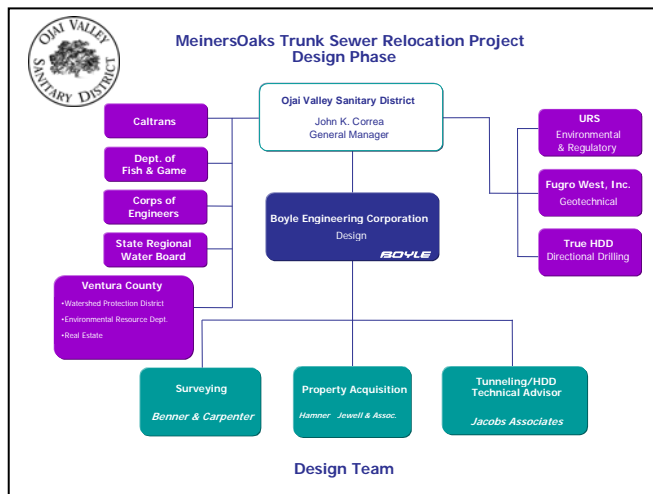 OJAI VALLEY
SANITARY DISTRICT
MeinersOaks Trunk Sewer Relocation Project
Design Phase
Ojai Valley Sanitary District
John K. Correa
General Manager
Caltrans
Dept. of
Fish & Game
Corps of
Engineers
State Regional
Water Board
Ventura County
•Watershed Protection District
•Environmental Resource Dept.
•Real Estate
URS
Environmental
& Regulatory
Fugro West, Inc.
Geotechnical
True HDD
Directional Drilling
Boyle Engineering Corporation
Design
BOYLE
Surveying
Benner & Carpenter
Property Acquisition
Hamner Jewell & Assoc.
Tunneling/HDD
Technical Advisor
Jacobs Associates
Design Team